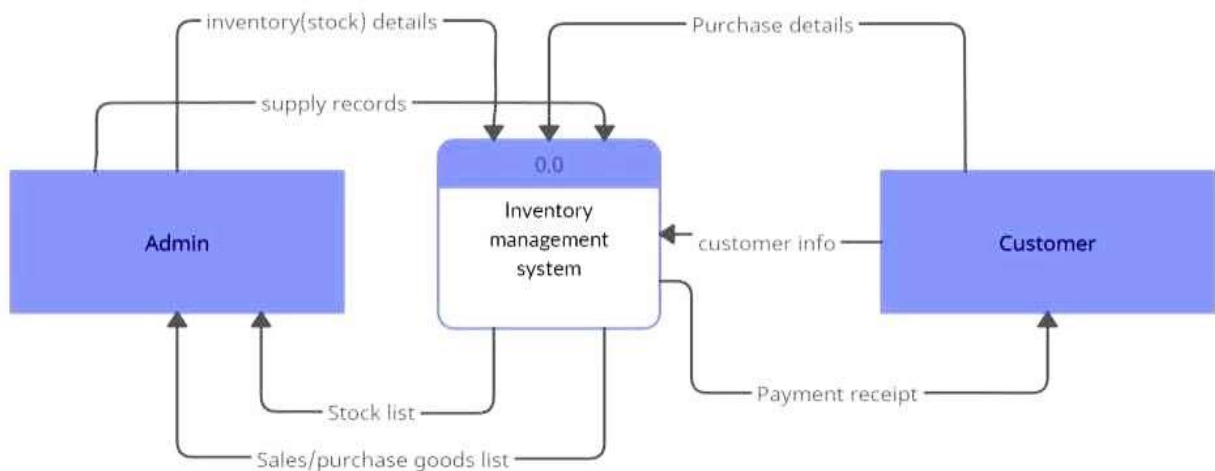 inventory(stock) details
Purchase details
supply records
0.0
Inventory
management
system
Admin
customer info
Customer
Payment receipt
Stock list
Sales/purchase goods list